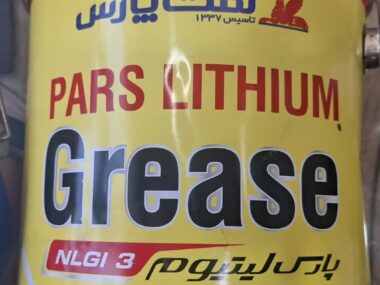 نفت پارس
تاسیس ۱۳۳۷
PARS LITHIUM
Grease
NLGI 3
پارس لیتیوم